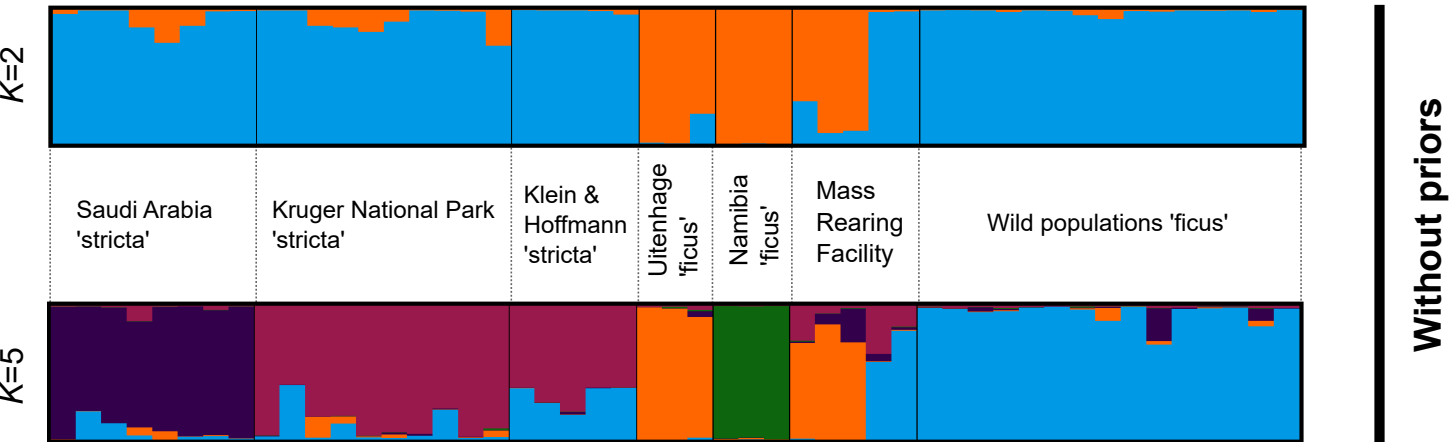 K=2
Saudi Arabia
'stricta'
Kruger National Park
'stricta'
Klein &
Hoffmann
'stricta'
Uitenhage
'ficus'
Namibia
'ficus'
Mass
Rearing
Facility
Wild populations 'ficus'
K=5
Without priors